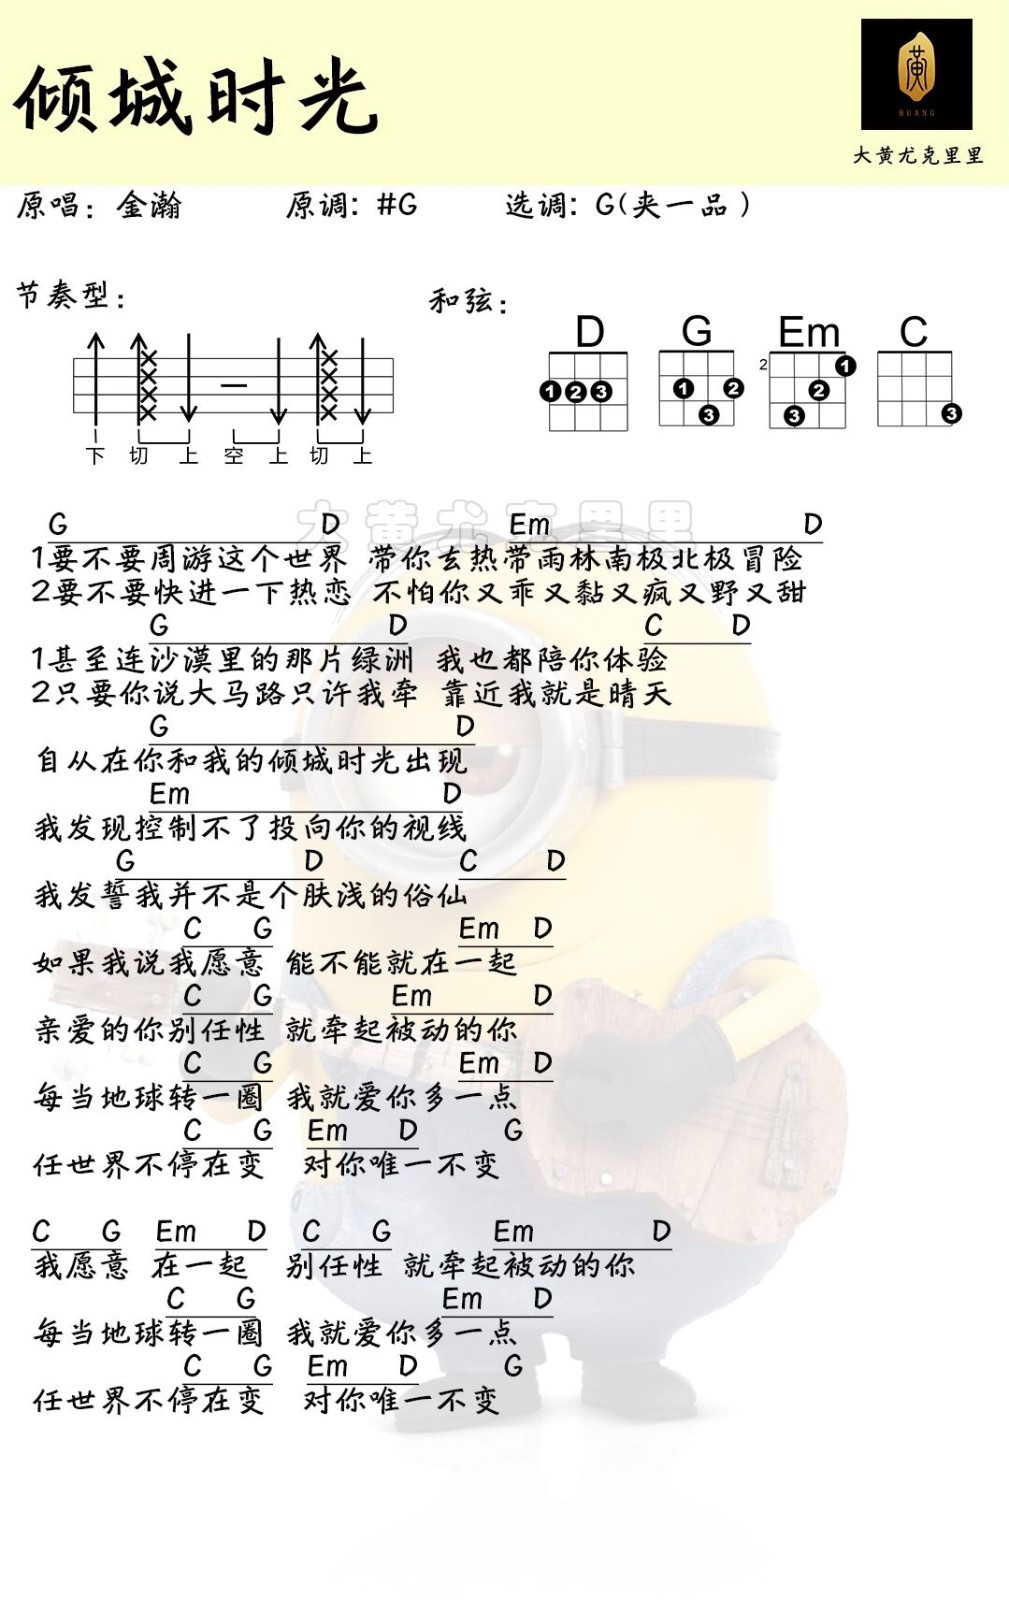 倾城时光
黄
HUANG
大黄尤克里里
原唱：金瀚 原调：#G 选调：G(夹一品)
节奏型：
和弦：
D G Em C
2
1 2 3 1 2 3 1 2 3 3
下 切 上 空 上 切 上
大黄尤克里里
G D Em D
1要不要周游这个世界 带你去热带雨林南极北极冒险
2要不要快进一下热恋 不怕你又乖又黏又疯又野又甜
G D C D
1甚至连沙漠里的那片绿洲 我也都陪你体验
2只要你说大马路只许我牵 靠近我就是晴天
G D
自从在你和我的倾城时光出现
Em D
我发现控制不了投向你的视线
G D C D
我发誓我并不是个肤浅的俗仙
C G Em D
如果我说我愿意 能不能就在一起
C G Em D
亲爱的你别任性 就牵起被动的你
C G Em D
每当地球转一圈 我就爱你多一点
C G Em D G
任世界不停在变 对你唯一不变
C G Em D C G Em D
我愿意 在一起 别任性 就牵起被动的你
C G Em D
每当地球转一圈 我就爱你多一点
C G Em D G
任世界不停在变 对你唯一不变